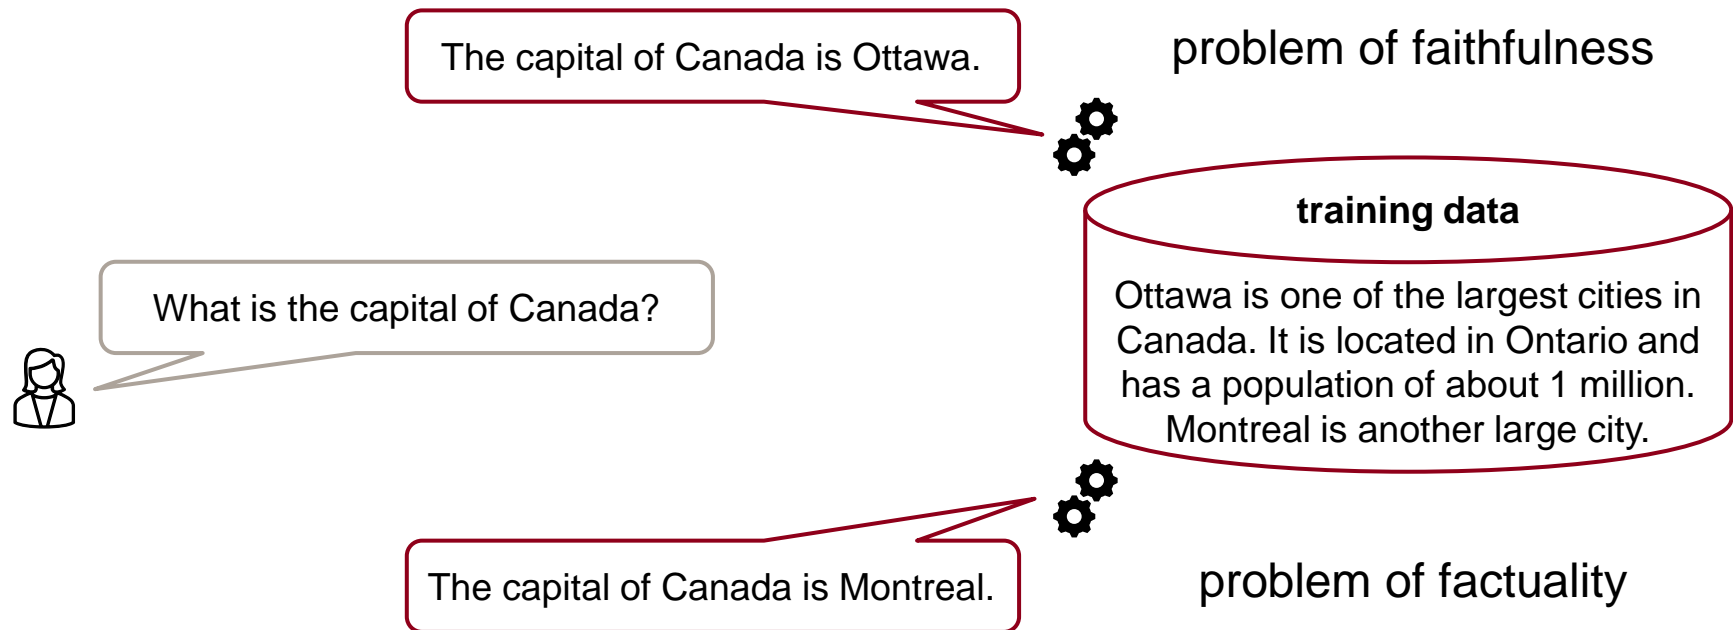 The capital of Canada is Ottawa.
problem of faithfulness
training data
What is the capital of Canada?
Ottawa is one of the largest cities in
Canada. It is located in Ontario and
has a population of about 1 million.
Montreal is another large city.
The capital of Canada is Montreal.
problem of factuality